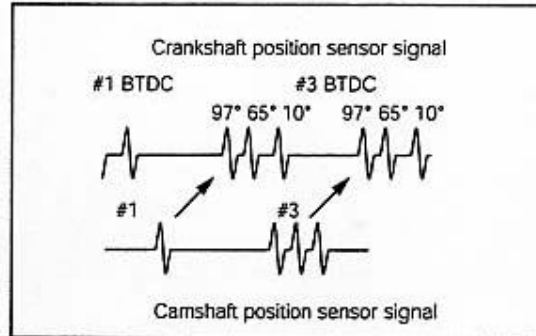 Crankshaft position sensor signal
#1 BTDC #3 BTDC
97° 65° 10° 97° 65° 10°
#1 #3
Camshaft position sensor signal